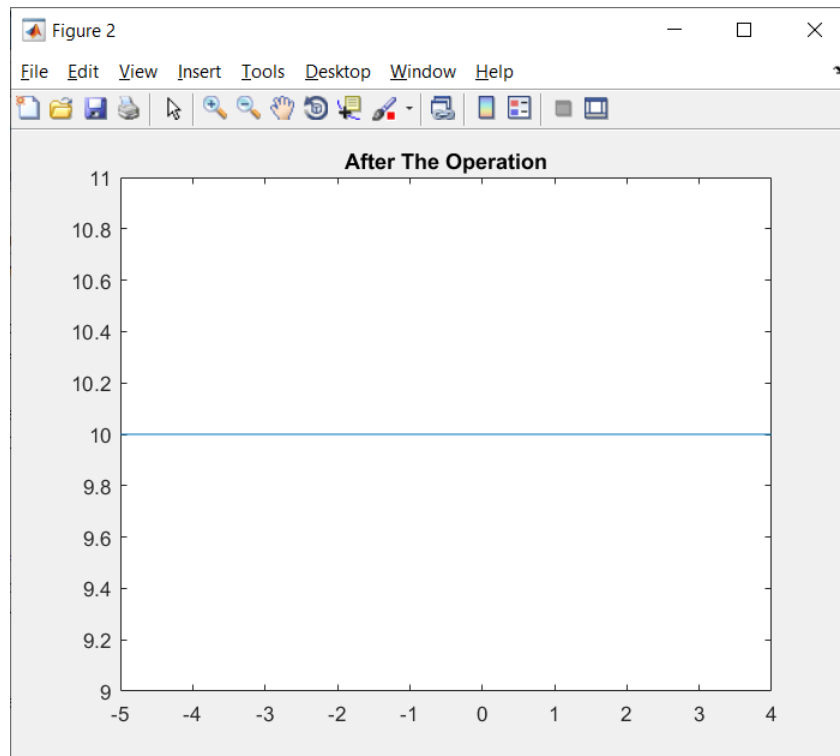 Figure 2
File Edit View Insert Tools Desktop Window Help
After The Operation
11
10.8
10.6
10.4
10.2
10
9.8
9.6
9.4
9.2
9
-5 -4 -3 -2 -1 0 1 2 3 4